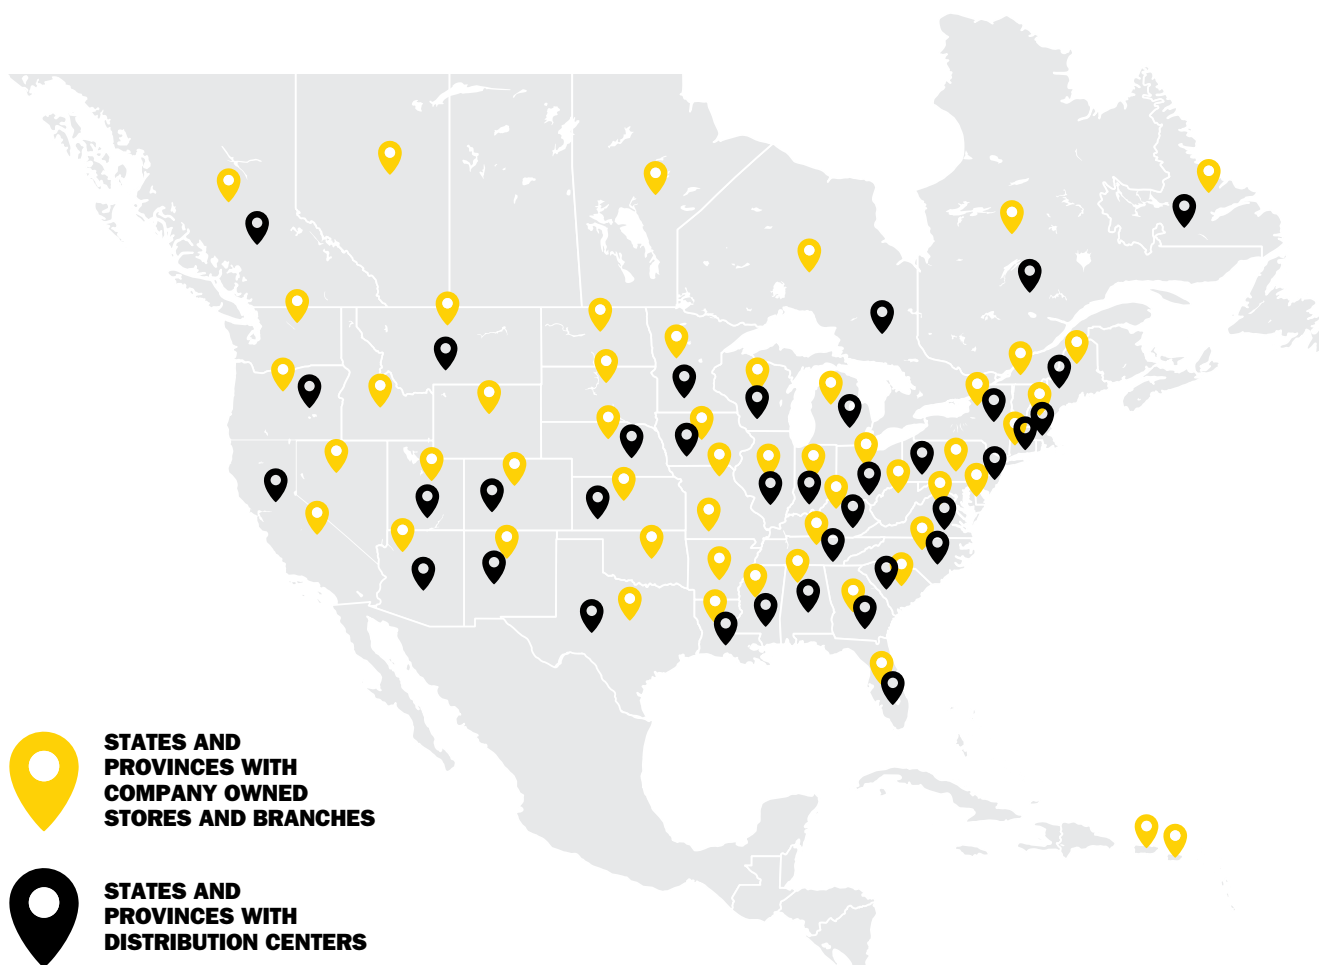 STATES AND
PROVINCES WITH
COMPANY OWNED
STORES AND BRANCHES
STATES AND
PROVINCES WITH
DISTRIBUTION CENTERS